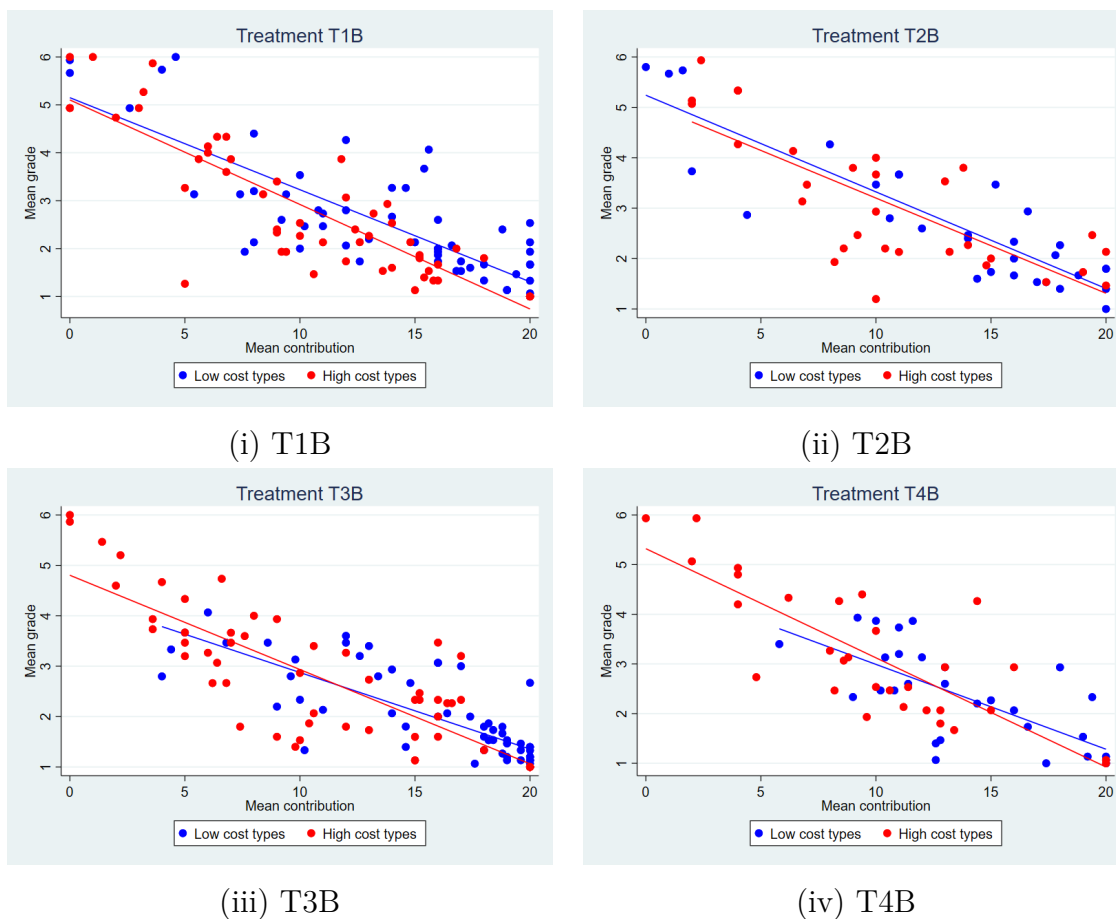 Treatment T1B
Mean grade
6
5
4
3
2
1
0 5 10 15 20
Mean contribution
Low cost types High cost types
(i) T1B
Treatment T2B
Mean grade
6
5
4
3
2
1
0 5 10 15 20
Mean contribution
Low cost types High cost types
(ii) T2B
Treatment T3B
Mean grade
6
5
4
3
2
1
0 5 10 15 20
Mean contribution
Low cost types High cost types
(iii) T3B
Treatment T4B
Mean grade
6
5
4
3
2
1
0 5 10 15 20
Mean contribution
Low cost types High cost types
(iv) T4B